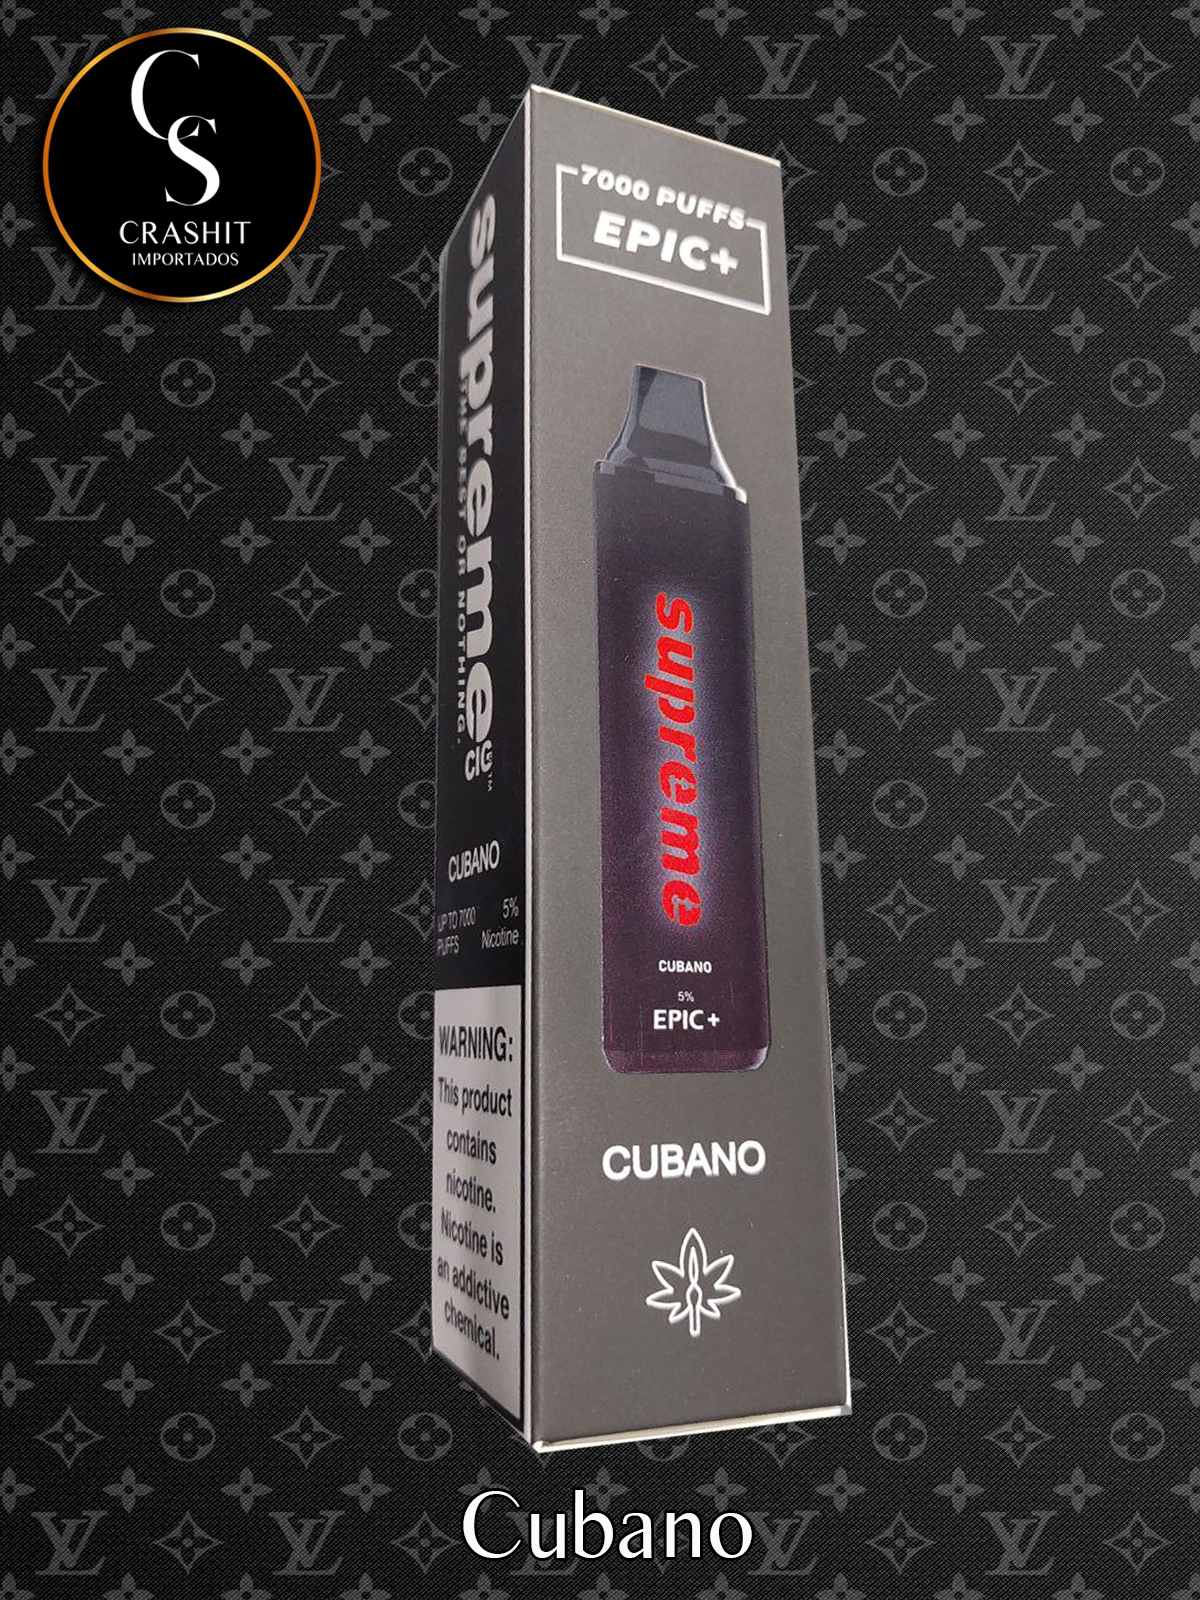 CS
CRASHIT
IMPORTADOS
7000 PUFFS
EPIC+
supreme
CIG™
THE BEST OR NOTHING.
CUBANO
UP TO 7000
PUFFS
5%
Nicotine
WARNING:
This product
contains
nicotine.
Nicotine is
an addictive
chemical.
supreme
CUBANO
5%
EPIC+
CUBANO
Cubano